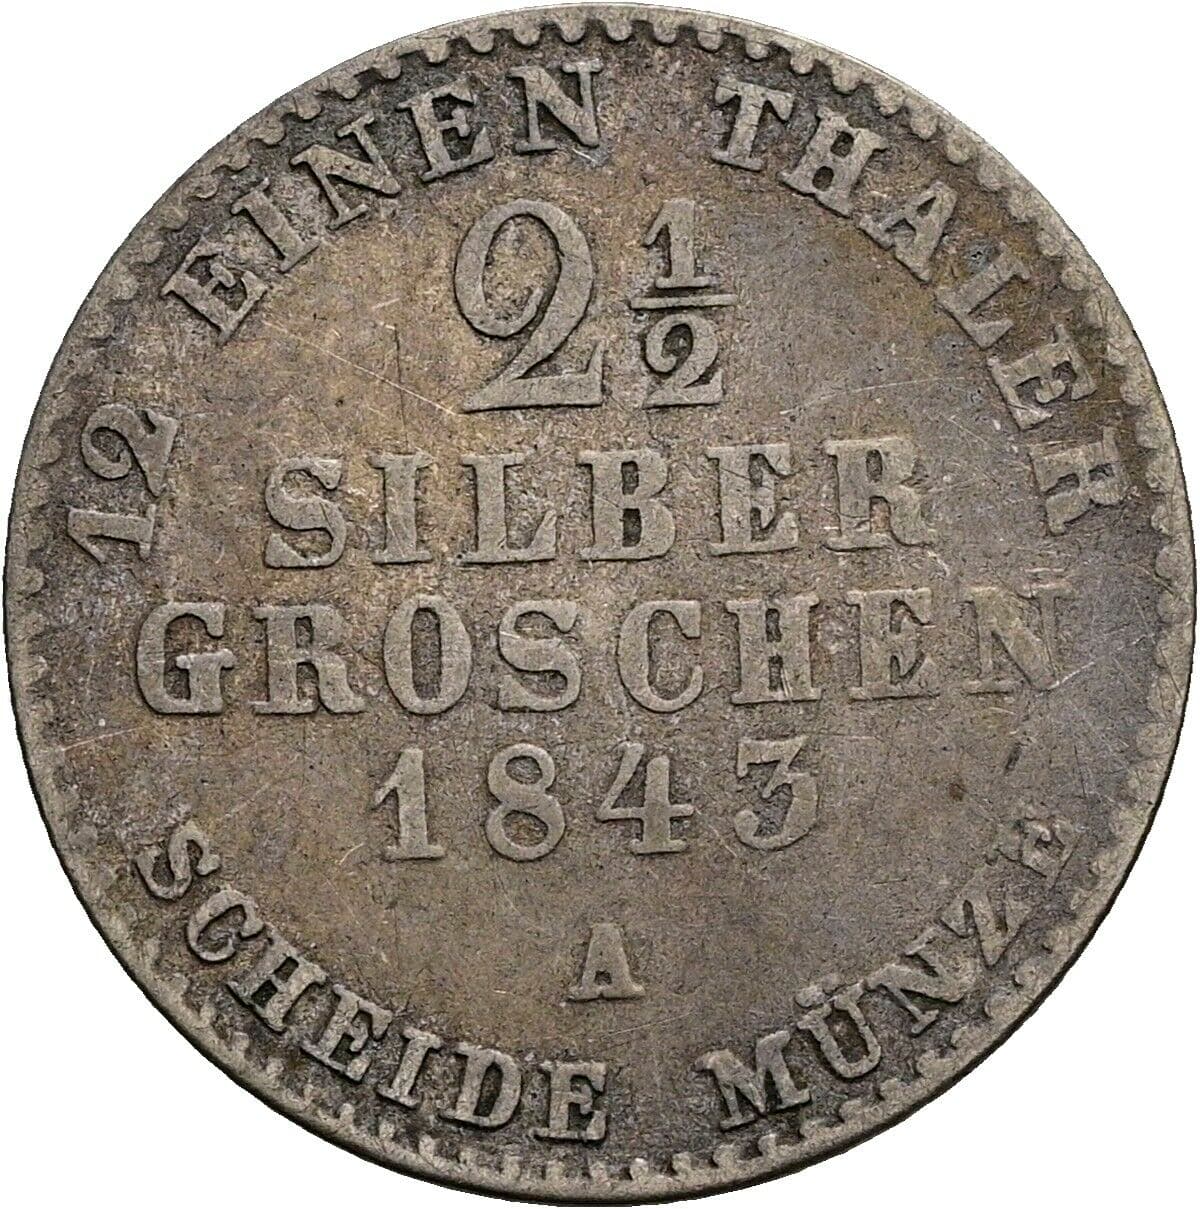 12 EINEN THALER
2 1/2
SILBER
GROSCHEN
1843
A
SCHEIDE MÜNZE